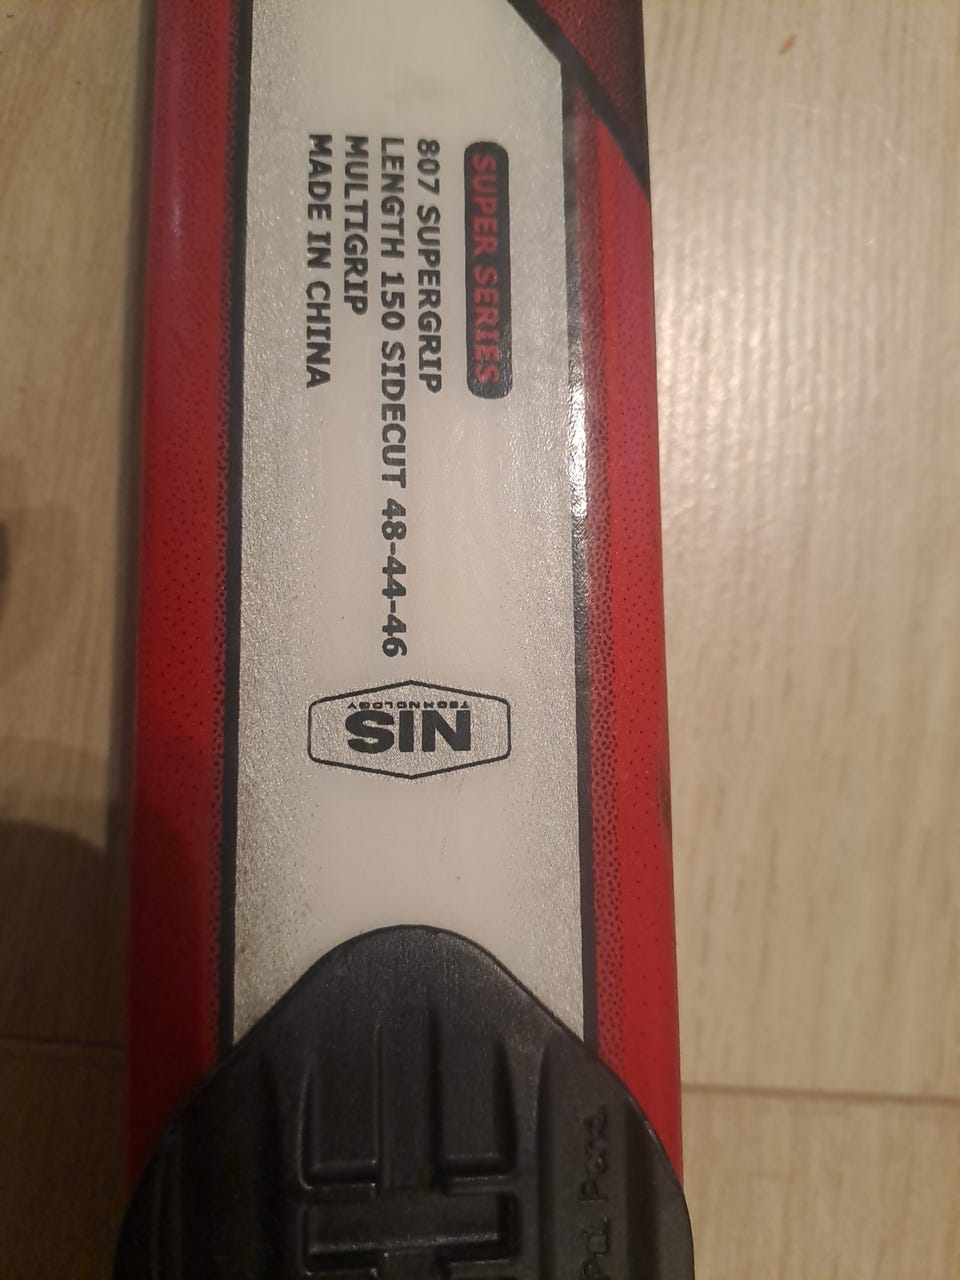 SUPER SERIES
807 SUPERGRIP
LENGTH 150 SIDECUT 48-44-46
MULTIGRIP
MADE IN CHINA
NIS
TECHNOLOGY